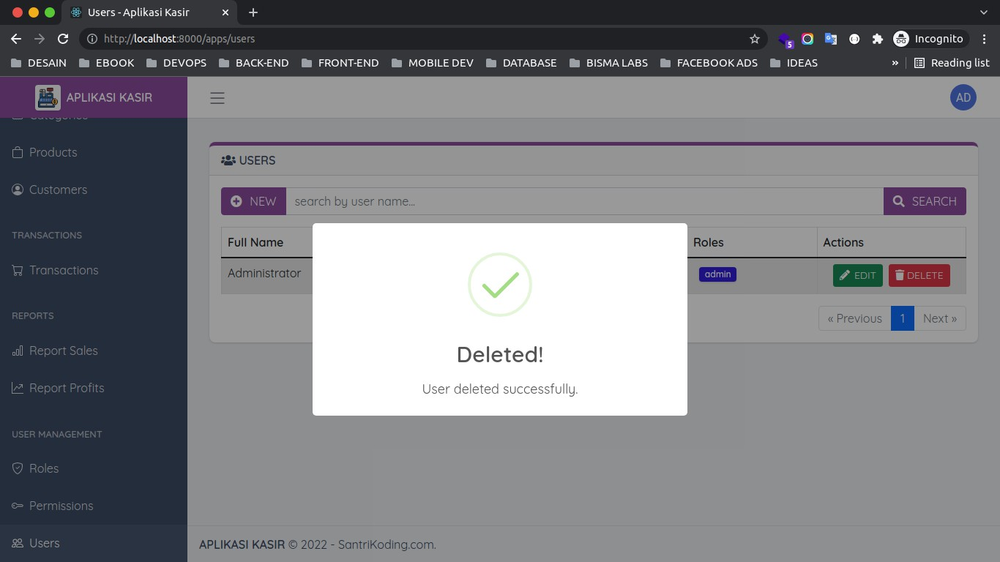 Users - Aplikasi Kasir
http://localhost:8000/apps/users
5
Incognito
DESAIN EBOOK DEVOPS BACK-END FRONT-END MOBILE DEV DATABASE BISMA LABS FACEBOOK ADS IDEAS » Reading list
APLIKASI KASIR
AD
Categories
Products
Customers
TRANSACTIONS
Transactions
REPORTS
Report Sales
Report Profits
USER MANAGEMENT
Roles
Permissions
Users
USERS
NEW search by user name... SEARCH
Full Name Roles Actions
Administrator admin EDIT DELETE
« Previous 1 Next »
Deleted!
User deleted successfully.
APLIKASI KASIR © 2022 - SantriKoding.com.